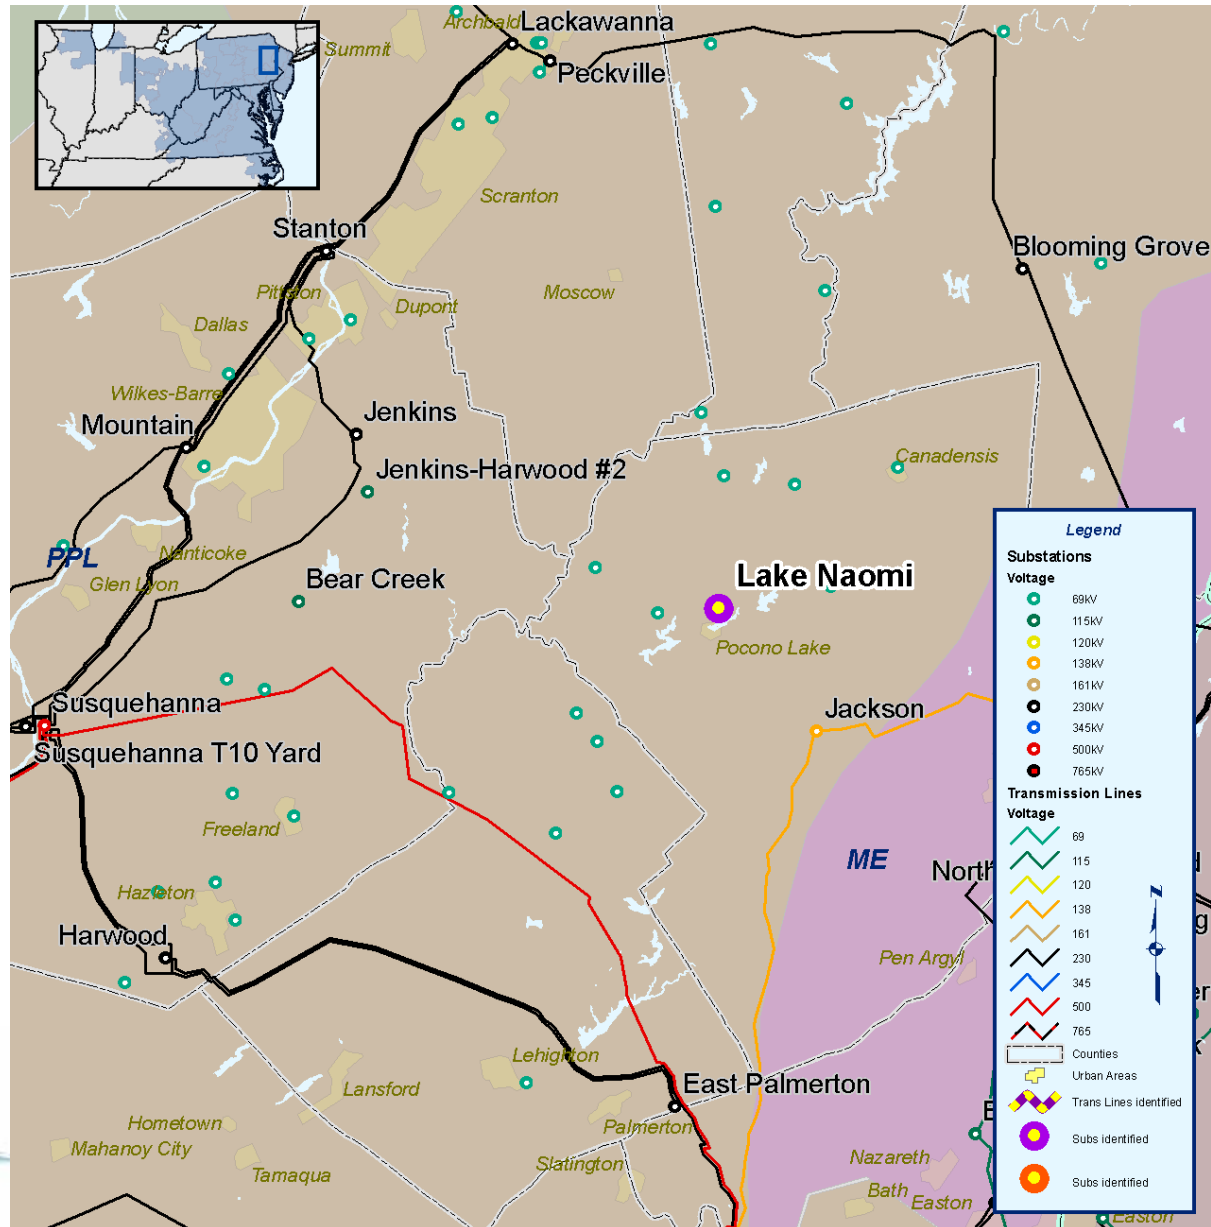 Archbald
Lackawanna
Summit
Peckville
Scranton
Stanton
Blooming Grove
Pittston
Moscow
Dupont
Dallas
Wilkes-Barre
Mountain
Jenkins
Canadensis
Jenkins-Harwood #2
PPL
Nanticoke
Glen Lyon
Bear Creek
Lake Naomi
Pocono Lake
Susquehanna
Jackson
Susquehanna T10 Yard
Freeland
ME
North
Hazleton
Harwood
Pen Argyl
Lehighton
Lansford
East Palmerton
Hometown
Palmerton
Mahanoy City
Tamaqua
Slatington
Nazareth
Bath
Easton
Easton
Legend
Substations
Voltage
69kV
115kV
120kV
138kV
161kV
230kV
345kV
500kV
765kV
Transmission Lines
Voltage
69
115
120
138
161
230
345
500
765
Counties
Urban Areas
Trans Lines identified
Subs identified
Subs identified